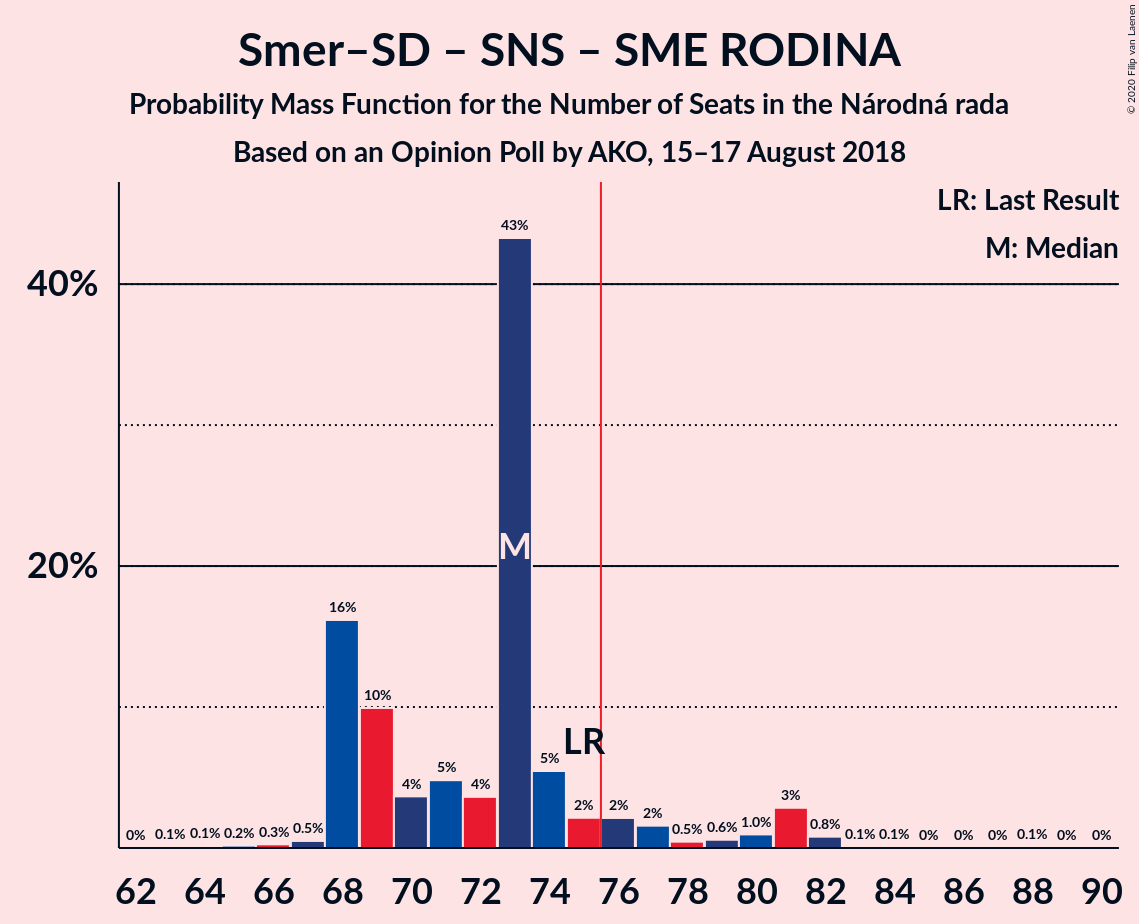 Smer–SD – SNS – SME RODINA
Probability Mass Function for the Number of Seats in the Národná rada
Based on an Opinion Poll by AKO, 15–17 August 2018
© 2020 Filip van Laenen
LR: Last Result
M: Median
40%
20%
0% 0.1% 0.1% 0.2% 0.3% 0.5% 16% 10% 4% 5% 4% 43% 5% 2% 2% 2% 0.5% 0.6% 1.0% 3% 0.8% 0.1% 0.1% 0% 0% 0% 0.1% 0% 0%
M
LR
62 64 66 68 70 72 74 76 78 80 82 84 86 88 90